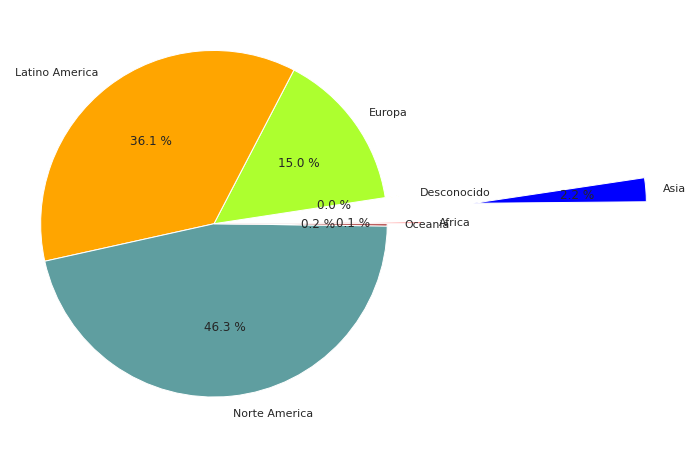 Latino America
Europa
36.1 %
15.0 %
Desconocido
Asia
0.0 %
0.2 %
0.1 %
Oceania
Africa
46.3 %
Norte America